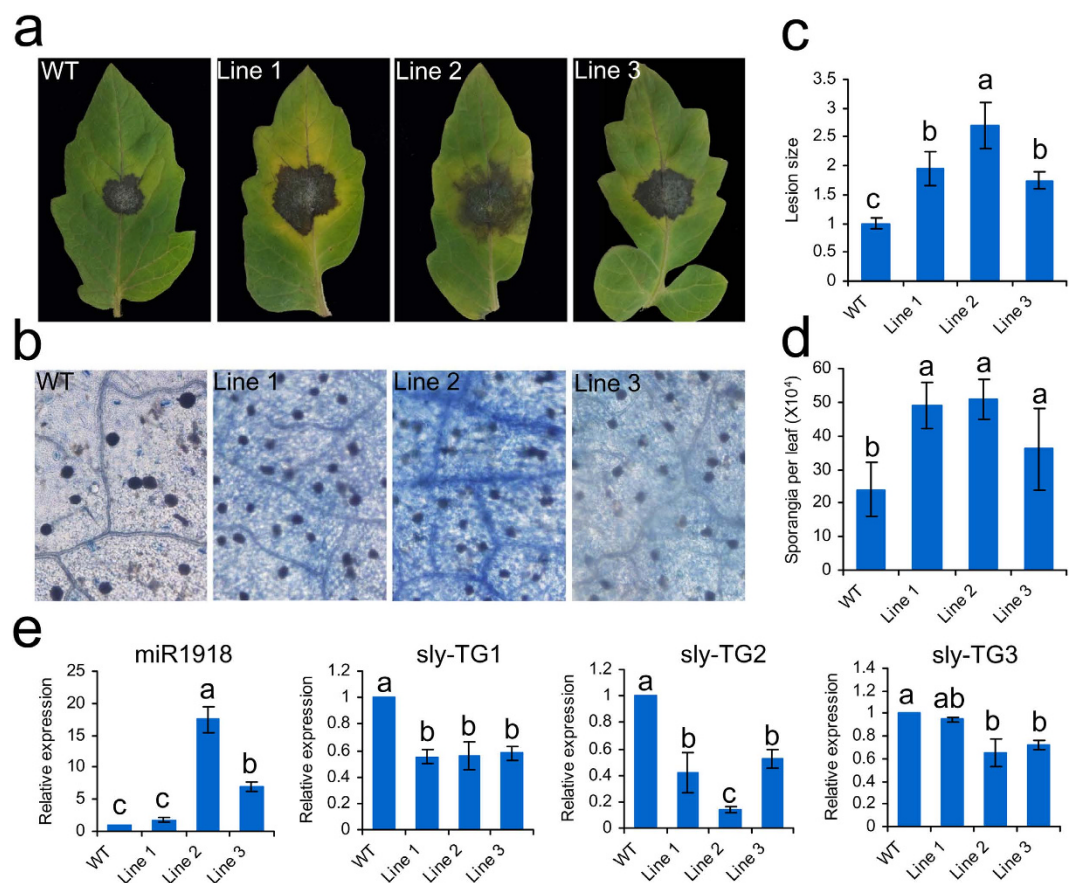 a
WT
Line 1
Line 2
Line 3
b
WT
Line 1
Line 2
Line 3
c
Lesion size
3.5
3
2.5
2
1.5
1
0.5
0
c
b
a
b
WT
Line 1
Line 2
Line 3
d
Sporangia per leaf (X10⁴)
60
50
40
30
20
10
0
b
a
a
a
WT
Line 1
Line 2
Line 3
e
miR1918
Relative expression
25
20
15
10
5
0
c
c
a
b
WT
Line 1
Line 2
Line 3
sly-TG1
Relative expression
1.2
1
0.8
0.6
0.4
0.2
0
a
b
b
b
WT
Line 1
Line 2
Line 3
sly-TG2
Relative expression
1.2
1
0.8
0.6
0.4
0.2
0
a
b
c
b
WT
Line 1
Line 2
Line 3
sly-TG3
Relative expression
1.4
1.2
1
0.8
0.6
0.4
0.2
0
a
ab
b
b
WT
Line 1
Line 2
Line 3